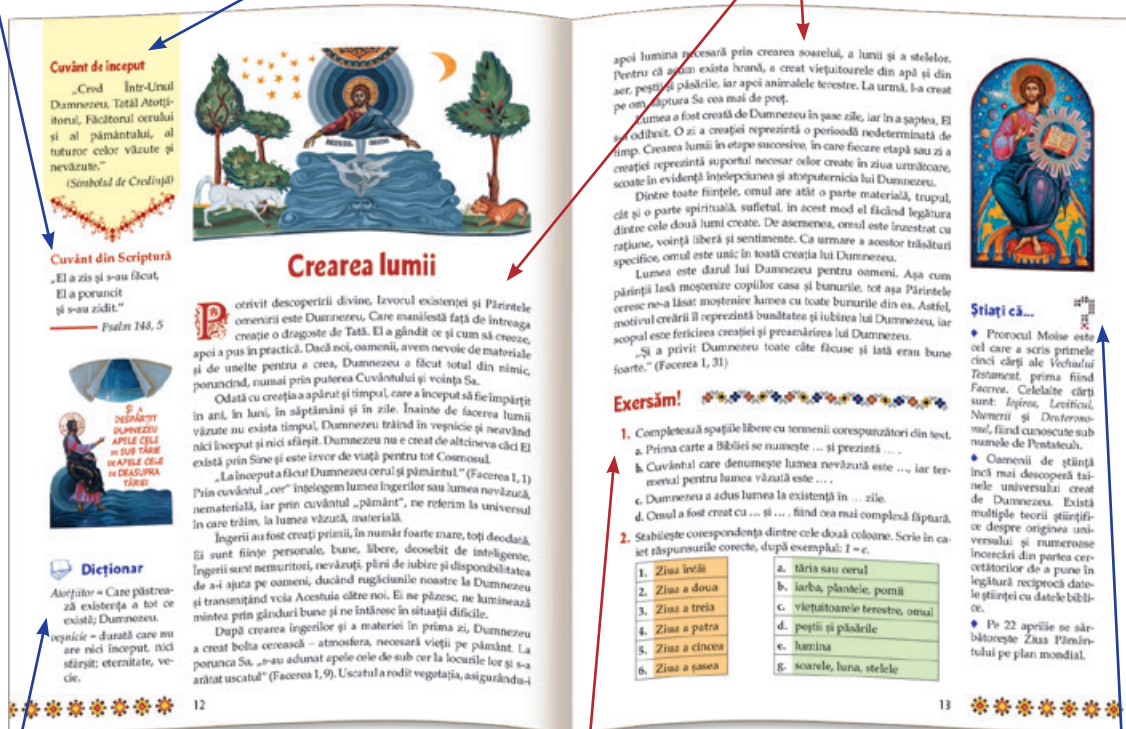 Cuvânt de început
„Cred Într-Unul
Dumnezeu, Tatăl Atotți-
itorul, Făcătorul cerului
și al pământului, al
tuturor celor văzute și
nevăzute.”
(Simbolul de Credință)
Cuvânt din Scriptură
„El a zis și s-au făcut,
El a poruncit
și s-au zidit.”
Psalm 148, 5
ȘI A
DESPĂRȚIT
DUMNEZEU
APELE CELE
DE SUB TĂRIE
DE APELE CELE
DE DEASUPRA
TĂRIEI
Dicționar
Atotțiitor = Care păstrea-
ză existența a tot ce
există; Dumnezeu.
veșnicie = durată care nu
are nici început, nici
sfârșit; eternitate, ve-
cie.
Crearea lumii
Potrivit descoperirii divine, Izvorul existenței și Părintele
omenirii este Dumnezeu, Care manifestă față de întreaga
creație o dragoste de Tată. El a gândit ce și cum să creeze,
apoi a pus în practică. Dacă noi, oamenii, avem nevoie de materiale
și de unelte pentru a crea, Dumnezeu a făcut totul din nimic,
poruncind, numai prin puterea Cuvântului și voința Sa.
Odată cu creația a apărut și timpul, care a început să fie împărțit
în ani, în luni, în săptămâni și în zile. Înainte de facerea lumii
văzute nu exista timpul, Dumnezeu trăind în veșnicie și neavând
nici început și nici sfârșit. Dumnezeu nu e creat de altcineva căci El
există prin Sine și este izvor de viață pentru tot Cosmosul.
„La început a făcut Dumnezeu cerul și pământul.” (Facerea 1, 1)
Prin cuvântul „cer” înțelegem lumea îngerilor sau lumea nevăzută,
nematerială, iar prin cuvântul „pământ”, ne referim la universul
în care trăim, la lumea văzută, materială.
Îngerii au fost creați primii, în număr foarte mare, toți deodată.
Ei sunt ființe personale, bune, libere, deosebit de inteligente.
Îngerii sunt nemuritori, nevăzuți, plini de iubire și disponibilitatea
de a-i ajuta pe oameni, ducând rugăciunile noastre la Dumnezeu
și transmițând voia Acestuia către noi. Ei ne păzesc, ne luminează
mintea prin gânduri bune și ne întăresc în situații dificile.
După crearea îngerilor și a materiei în prima zi, Dumnezeu
a creat bolta cerească – atmosfera, necesară vieții pe pământ. La
porunca Sa, „s-au adunat apele cele de sub cer la locurile lor și s-a
arătat uscatul” (Facerea 1, 9). Uscatul a rodit vegetația, asigurându-i
12
apoi lumina necesară prin crearea soarelui, a lunii și a stelelor.
Pentru că acum exista hrană, a creat viețuitoarele din apă și din
aer, peștii și păsările, iar apoi animalele terestre. La urmă, l-a creat
pe om, făptura Sa cea mai de preț.
Lumea a fost creată de Dumnezeu în șase zile, iar în a șaptea, El
s-a odihnit. O zi a creației reprezintă o perioadă nedeterminată de
timp. Crearea lumii în etape succesive, în care fiecare etapă sau zi a
creației reprezintă suportul necesar celor create în ziua următoare,
scoate în evidență înțelepciunea și atotputernicia lui Dumnezeu.
Dintre toate ființele, omul are atât o parte materială, trupul,
cât și o parte spirituală, sufletul, în acest mod el făcând legătura
dintre cele două lumi create. De asemenea, omul este înzestrat cu
rațiune, voință liberă și sentimente. Ca urmare a acestor trăsături
specifice, omul este unic în toată creația lui Dumnezeu.
Lumea este darul lui Dumnezeu pentru oameni. Așa cum
părinții lasă moștenire copiilor casa și bunurile, tot așa Părintele
ceresc ne-a lăsat moștenire lumea cu toate bunurile din ea. Astfel,
motivul creării îl reprezintă bunătatea și iubirea lui Dumnezeu, iar
scopul este fericirea creației și preamărirea lui Dumnezeu.
„Și a privit Dumnezeu toate câte făcuse și iată erau bune
foarte.” (Facerea 1, 31)
Exersăm!
1. Completează spațiile libere cu termenii corespunzători din text.
a. Prima carte a Bibliei se numește ... și prezintă ... .
b. Cuvântul care denumește lumea nevăzută este ..., iar ter-
menul pentru lumea văzută este ... .
c. Dumnezeu a adus lumea la existență în ... zile.
d. Omul a fost creat cu ... și ... , fiind cea mai complexă făptură.
2. Stabilește corespondența dintre cele două coloane. Scrie în ca-
iet răspunsurile corecte, după exemplul: 1 = e.
1. Ziua întâi
2. Ziua a doua
3. Ziua a treia
4. Ziua a patra
5. Ziua a cincea
6. Ziua a șasea
a. tăria sau cerul
b. iarba, plantele, pomii
c. viețuitoarele terestre, omul
d. peștii și păsările
e. lumina
g. soarele, luna, stelele
Știați că...
Prorocul Moise este
cel care a scris primele
cinci cărți ale Vechiului
Testament, prima fiind
Facerea. Celelalte cărți
sunt: Ieșirea, Leviticul,
Numerii și Deuterono-
mul, fiind cunoscute sub
numele de Pentateuh.
Oamenii de știință
încă mai descoperă tai-
nele universului creat
de Dumnezeu. Există
multiple teorii științifi-
ce despre originea uni-
versului și numeroase
încercări din partea cer-
cetătorilor de a pune în
legătură reciprocă date-
le științei cu datele bibli-
ce.
Pe 22 aprilie se săr-
bătorește Ziua Pămân-
tului pe plan mondial.
13